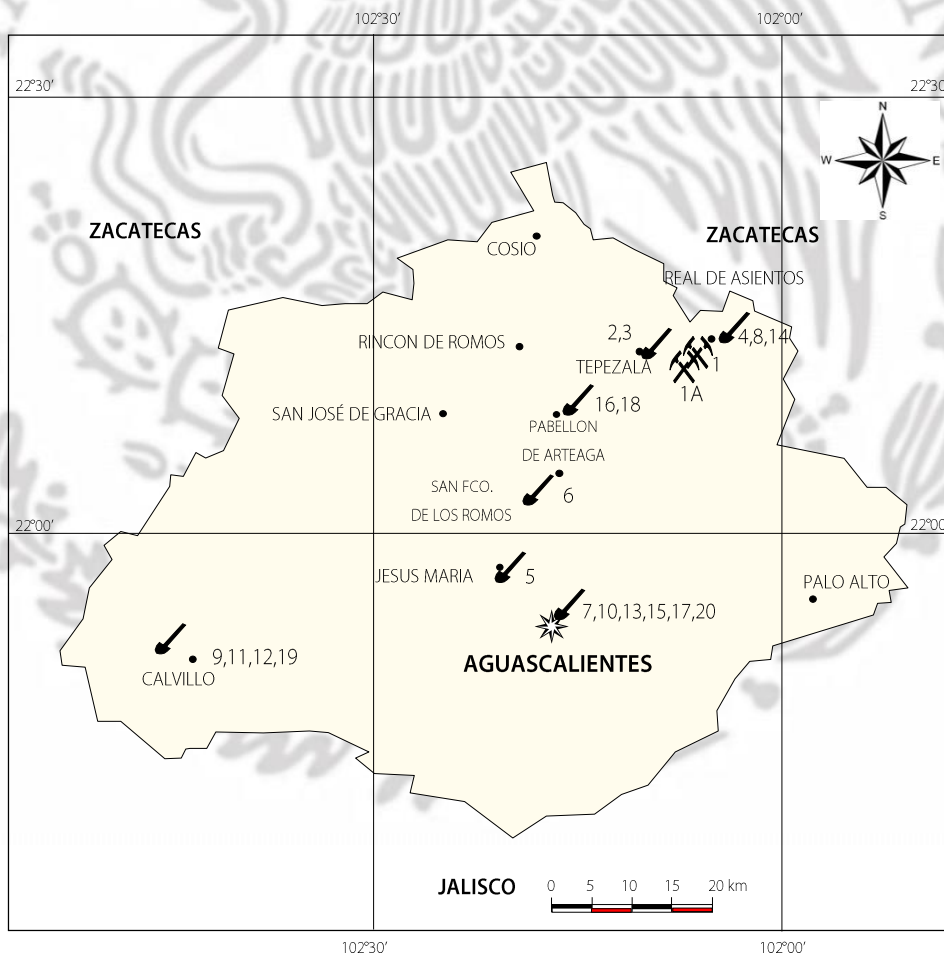 102°30' 102°00'
22°30' 22°30
N
W E
S
ZACATECAS ZACATECAS
COSIO
REAL DE ASIENTOS
2,3 4,8,14
RINCON DE ROMOS
TEPEZALA 1
1A
16,18
SAN JOSÉ DE GRACIA
PABELLON
DE ARTEAGA
SAN FCO.
DE LOS ROMOS
6
22°00' 22°00
JESUS MARIA 5
PALO ALTO
7,10,13,15,17,20
9,11,12,19
AGUASCALIENTES
CALVILLO
JALISCO
0 5 10 15 20 km
102°30' 102°00'